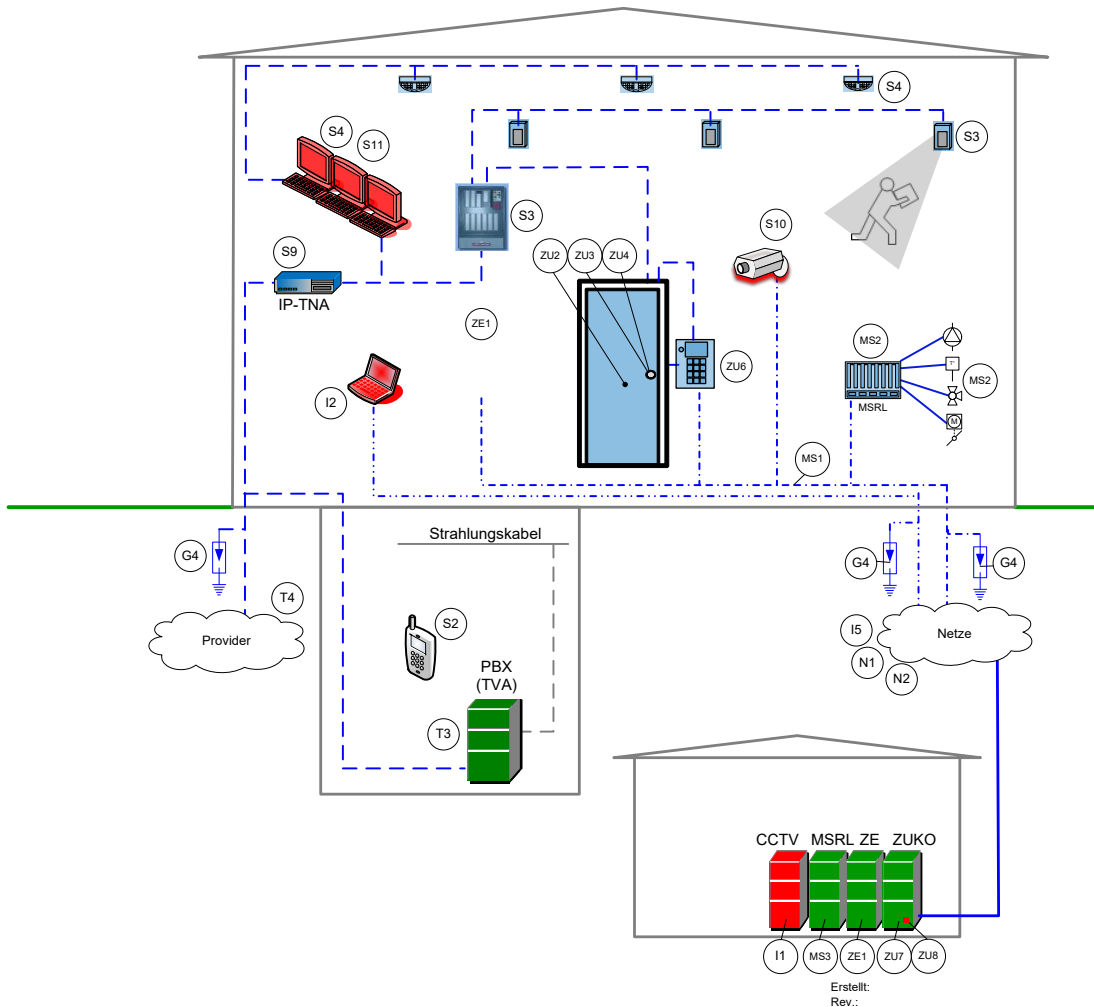 S4
S4
S11
S3
S3
S10
S9
ZU2
ZU3
ZU4
IP-TNA
ZE1
MS2
ZU6
MS2
T°
M
MSRL
I2
MS1
Strahlungskabel
G4
G4
G4
T4
S2
I5
Provider
Netze
N1
N2
PBX
(TVA)
T3
CCTV MSRL ZE ZUKO
I1
MS3
ZE1
ZU7
ZU8
Erstellt:
Rev.: